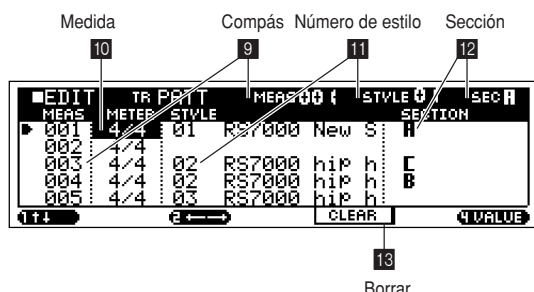 Medida Compás Número de estilo Sección
10 9 11 12
EDIT TR PATT MEAS STYLE SEC A
MEAS METER STYLE SECTION
001 4/4 01 RS7000 New S A
002 4/4
003 4/4 02 RS7000 hip h C
004 4/4 02 RS7000 hip h B
005 4/4 03 RS7000 hip h
1 2 CLEAR 4 VALUE
13
Borrar